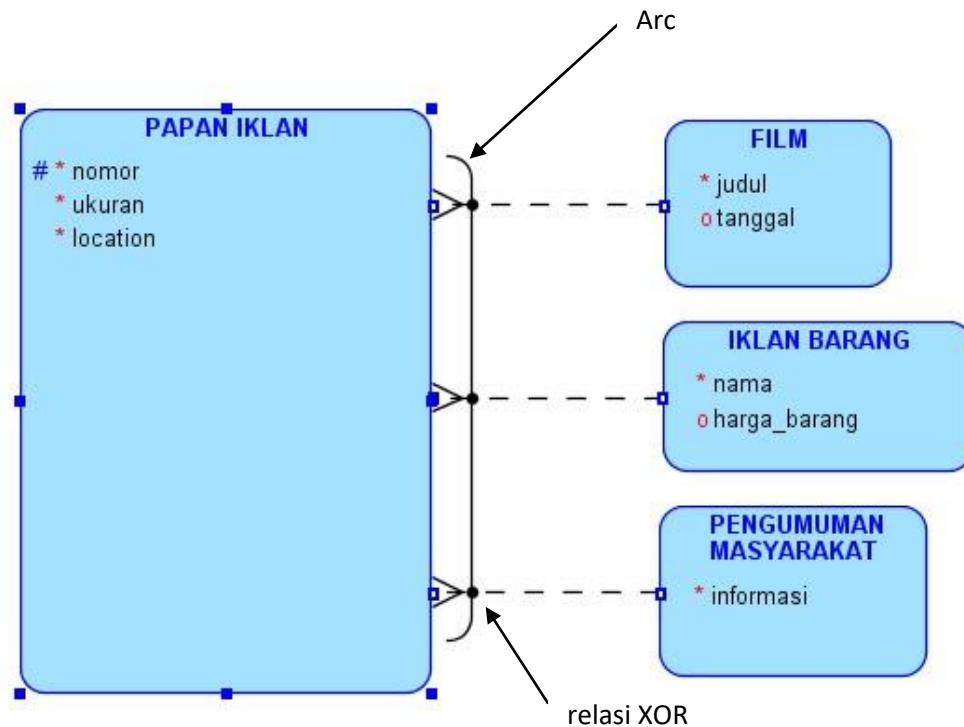 Arc
PAPAN IKLAN
# * nomor
* ukuran
* location
FILM
* judul
o tanggal
IKLAN BARANG
* nama
o harga_barang
PENGUMUMAN
MASYARAKAT
* informasi
relasi XOR